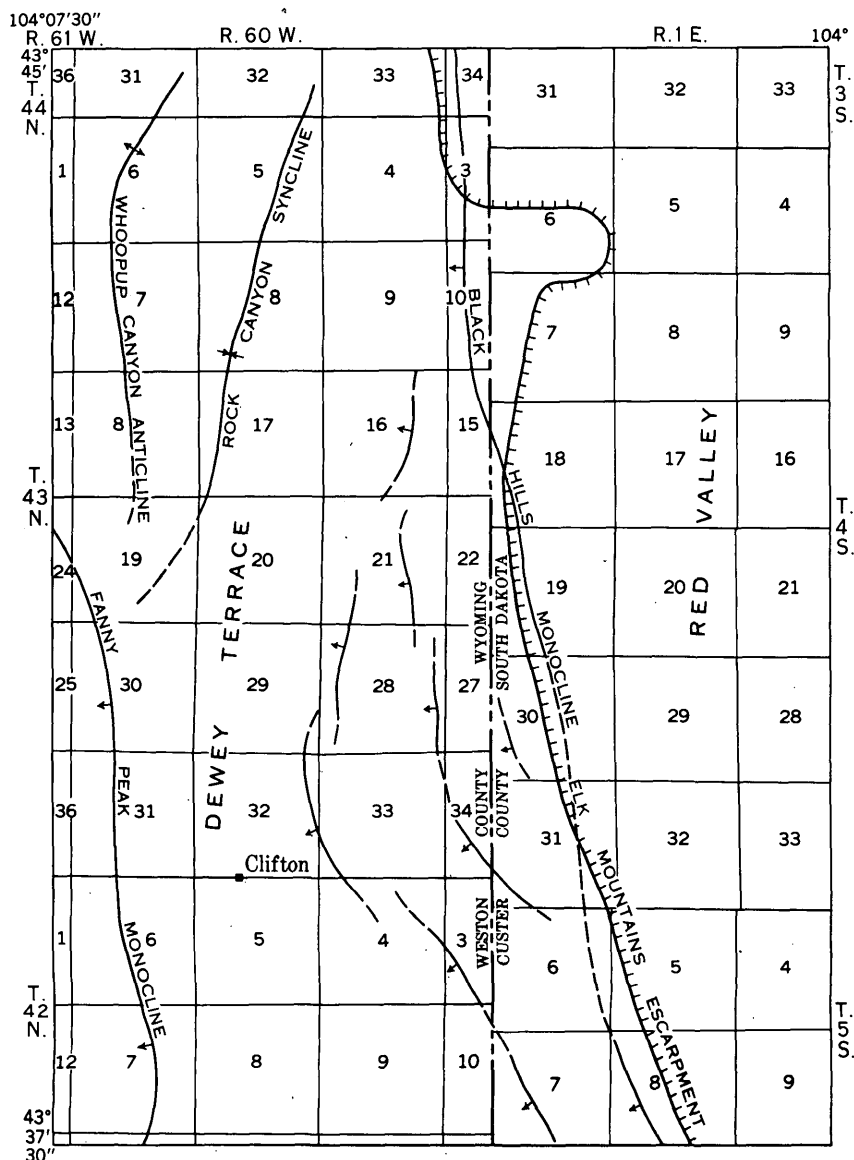 104°07'30"
R. 61 W.
R. 60 W.
R. 1 E.
104°
43°
45'
T.
44
N.
36 31 32 33 34
31 32 33
T.
3
S.
1 6 5 4 3
6 5 4
WHOOPUP CANYON ANTICLINE
ROCK CANYON SYNCLINE
12 7 8 9 10
7 8 9
BLACK HILLS MONOCLINE
13 8 17 16 15
18 17 16
RED VALLEY
T.
43
N.
T.
4
S.
24 19 20 21 22
19 20 21
DEWEY TERRACE
WYOMING
SOUTH DAKOTA
FANNY PEAK MONOCLINE
25 30 29 28 27
30 29 28
36 31 32 33 34
31 32 33
WESTON COUNTY
CUSTER COUNTY
ELK MOUNTAINS ESCARPMENT
Clifton
1 6 5 4 3
6 5 4
T.
42
N.
T.
5
S.
12 7 8 9 10
7 8 9
43°
37'
30"